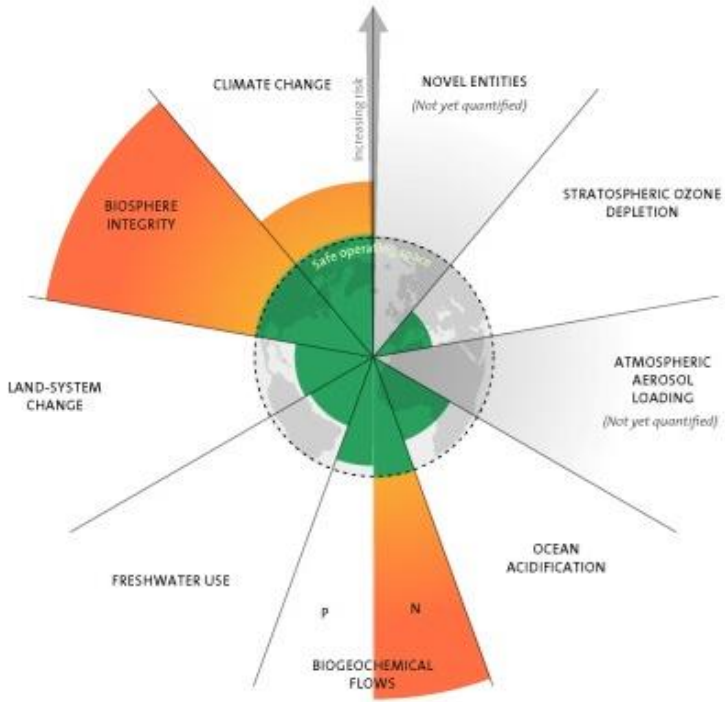 CLIMATE CHANGE
Increasing risk
NOVEL ENTITIES
(Not yet quantified)
STRATOSPHERIC OZONE
DEPLETION
BIOSPHERE
INTEGRITY
Safe operating space
ATMOSPHERIC
AEROSOL
LOADING
(Not yet quantified)
LAND-SYSTEM
CHANGE
OCEAN
ACIDIFICATION
FRESHWATER USE
P
N
BIOGEOCHEMICAL
FLOWS